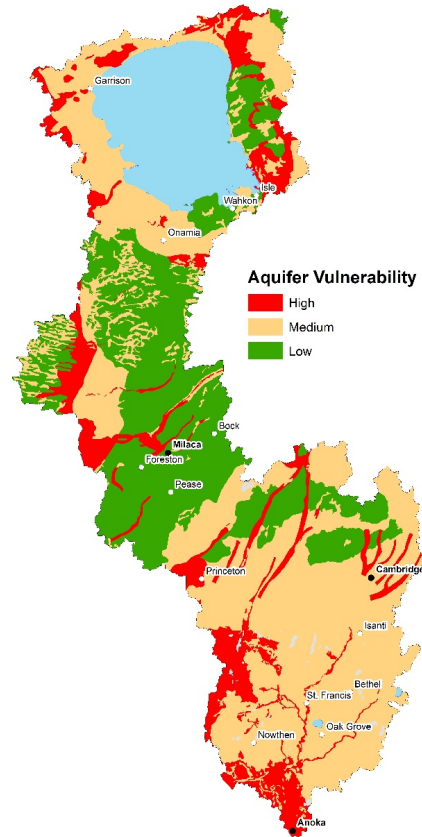 Garrison
Isle
Wahkon
Onamia
Aquifer Vulnerability
High
Medium
Low
Bock
Milaca
Foreston
Pease
Princeton
Cambridge
Isanti
Bethel
St. Francis
Oak Grove
Nowthen
Anoka